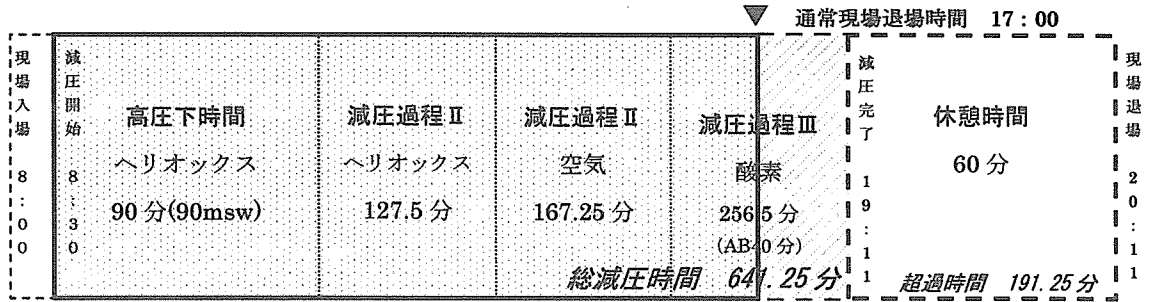 通常現場退場時間 17:00
現場入場 8:00
減圧開始 8:30
高圧下時間
ヘリオックス
90分(90msw)
減圧過程Ⅱ
ヘリオックス
127.5分
減圧過程Ⅱ
空気
167.25分
減圧過程Ⅲ
酸素
256.5分
(AB40分)
総減圧時間 641.25分
減圧完了 19:11
休憩時間
60分
超過時間 191.25分
現場退場 20:11